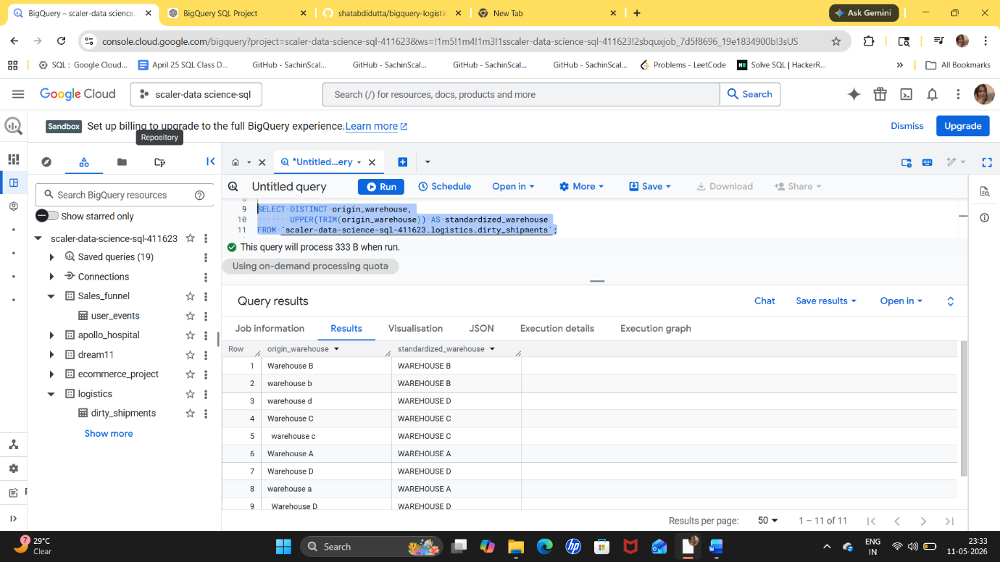 BigQuery – scaler-data science.
BigQuery SQL Project
shatabdidutta/bigquery-logistic
New Tab
Ask Gemini
console.cloud.google.com/bigquery?project=scaler-data-science-sql-411623&ws=!1m5!1m4!1m3!1sscaler-data-science-sql-411623!2sbquxjob_7d5f8696_19e1834900b!3sUS
SQL : Google Cloud...
April 25 SQL Class D...
GitHub - SachinScal...
GitHub - SachinScal...
GitHub - SachinScal...
GitHub - SachinScal...
Problems - LeetCode
Solve SQL | HackerR...
All Bookmarks
Google Cloud
scaler-data science-sql
Search (/) for resources, docs, products and more
Search
Sandbox
Set up billing to upgrade to the full BigQuery experience. Learn more
Dismiss
Upgrade
Repository
*Untitled...ery
Search BigQuery resources
Show starred only
scaler-data-science-sql-411623
Saved queries (19)
Connections
Sales_funnel
user_events
apollo_hospital
dream11
ecommerce_project
logistics
dirty_shipments
Show more
Untitled query
Run
Schedule
Open in
More
Save
Download
Share
8
9 SELECT DISTINCT origin_warehouse,
10 UPPER(TRIM(origin_warehouse)) AS standardized_warehouse
11 FROM `scaler-data-science-sql-411623.logistics.dirty_shipments`;
This query will process 333 B when run.
Using on-demand processing quota
Query results
Chat
Save results
Open in
Job information
Results
Visualisation
JSON
Execution details
Execution graph
Row origin_warehouse standardized_warehouse
1 Warehouse B WAREHOUSE B
2 warehouse b WAREHOUSE B
3 warehouse d WAREHOUSE D
4 Warehouse C WAREHOUSE C
5 warehouse c WAREHOUSE C
6 Warehouse A WAREHOUSE A
7 Warehouse D WAREHOUSE D
8 warehouse a WAREHOUSE A
9 Warehouse D WAREHOUSE D
Results per page: 50 1 – 11 of 11
7
29°C
Clear
Search
ENG
IN
23:33
11-05-2026